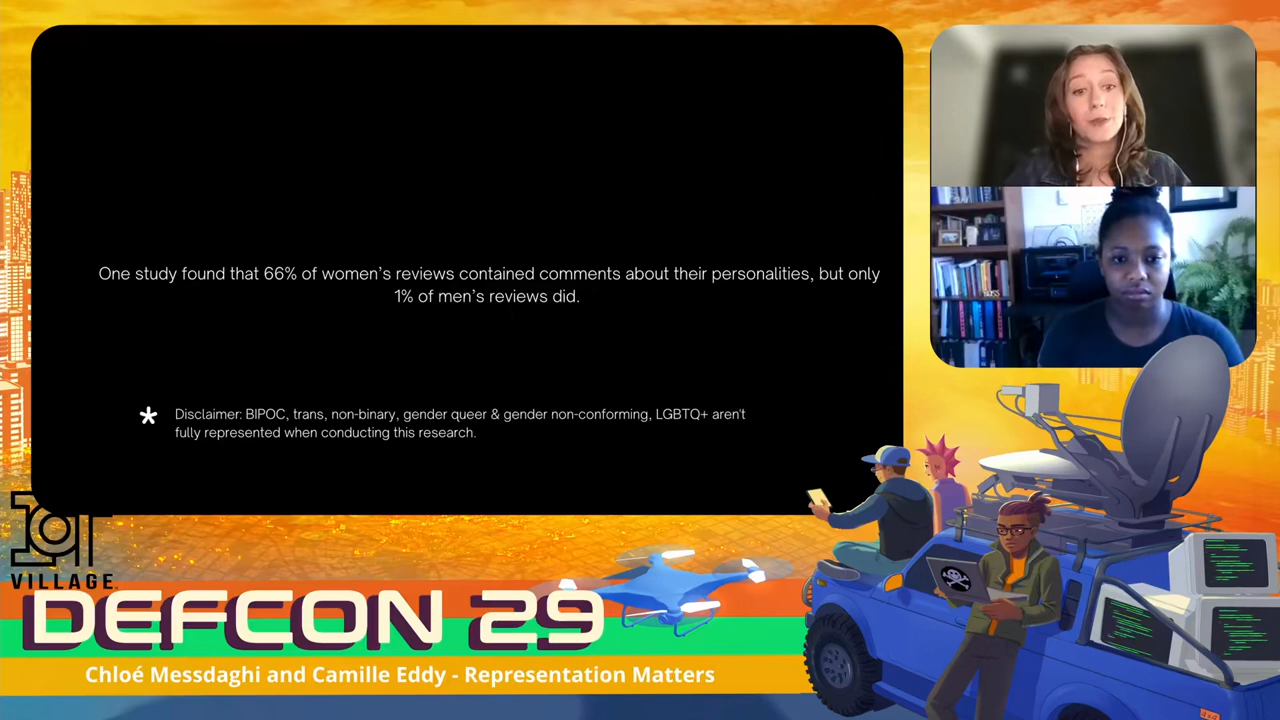 One study found that 66% of women's reviews contained comments about their personalities, but only
1% of men's reviews did.
* Disclaimer: BIPOC, trans, non-binary, gender queer & gender non-conforming, LGBTQ+ aren't
fully represented when conducting this research.
VILLAGE
DEFCON 29
Chloé Messdaghi and Camille Eddy - Representation Matters